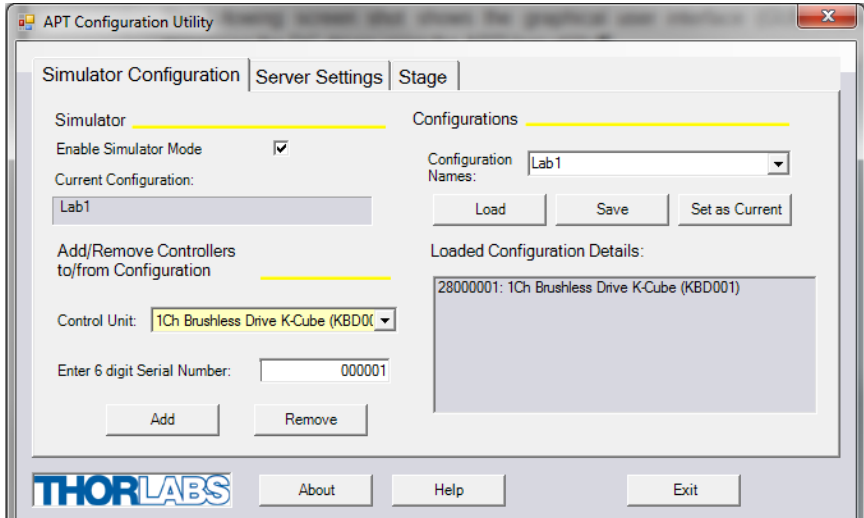 APT Configuration Utility
Simulator Configuration
Server Settings
Stage
Simulator
Enable Simulator Mode
Current Configuration:
Lab1
Add/Remove Controllers
to/from Configuration
Control Unit:
1Ch Brushless Drive K-Cube (KBD00
Enter 6 digit Serial Number:
000001
Add
Remove
Configurations
Configuration
Names:
Lab1
Load
Save
Set as Current
Loaded Configuration Details:
28000001: 1Ch Brushless Drive K-Cube (KBD001)
THORLABS
About
Help
Exit